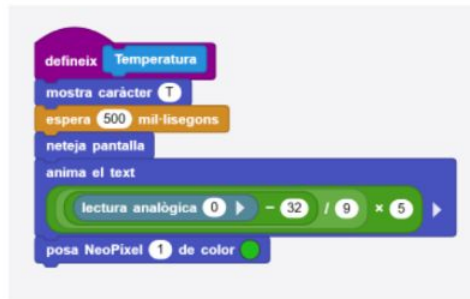 defineix Temperatura
mostra caràcter T
espera 500 mil·lisegons
neteja pantalla
anima el text
lectura analògica 0 - 32 / 9 × 5
posa NeoPíxel 1 de color